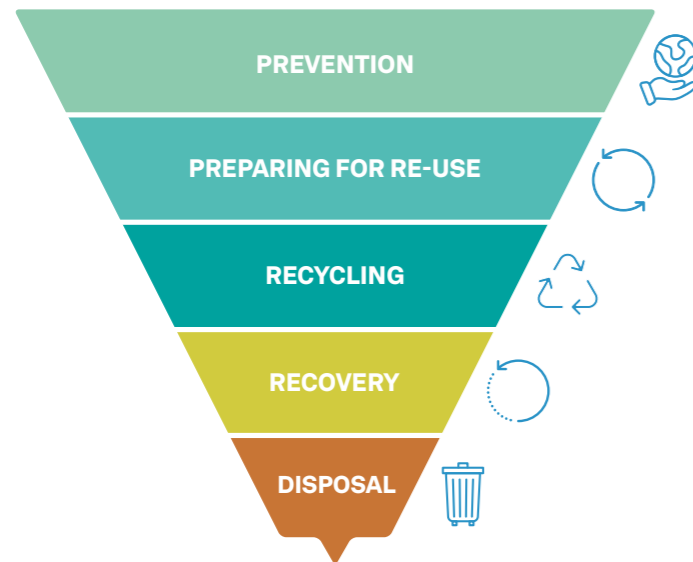 PREVENTION
PREPARING FOR RE-USE
RECYCLING
RECOVERY
DISPOSAL